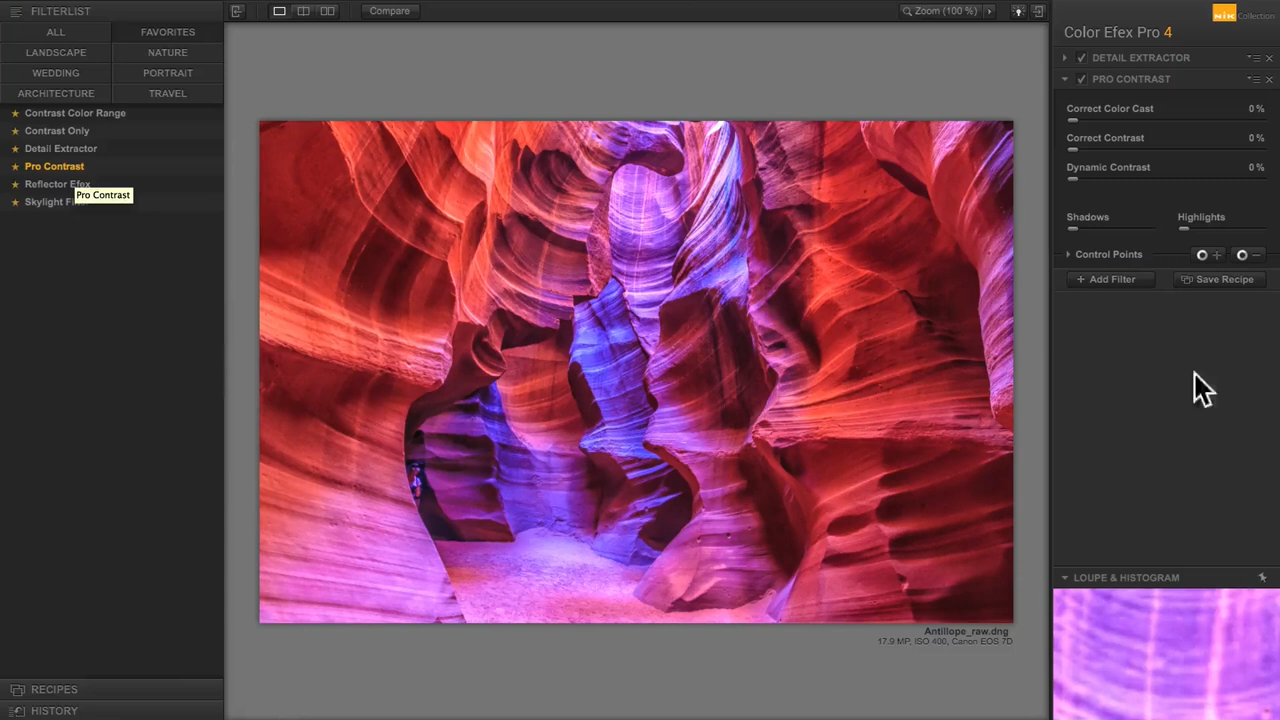 FILTERLIST
ALL
FAVORITES
LANDSCAPE
NATURE
WEDDING
PORTRAIT
ARCHITECTURE
TRAVEL
Contrast Color Range
Contrast Only
Detail Extractor
Pro Contrast
Reflector Efex
Pro Contrast
Skylight
RECIPES
HISTORY
Compare
Zoom (100 %)
Antillope_raw.dng
17.9 MP, ISO 400, Canon EOS 7D
Nik Collection
Color Efex Pro 4
DETAIL EXTRACTOR
PRO CONTRAST
Correct Color Cast 0 %
Correct Contrast 0 %
Dynamic Contrast 0 %
Shadows Highlights
Control Points
Add Filter
Save Recipe
LOUPE & HISTOGRAM